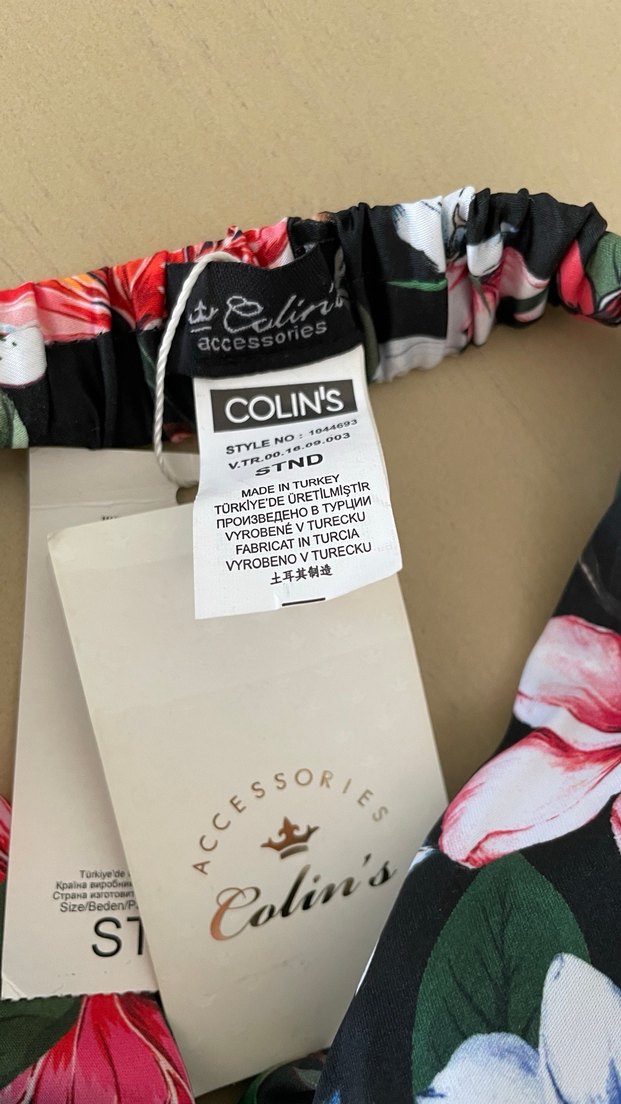 Colin's
accessories
COLIN'S
STYLE NO : 1044693
V.TR.00.16.09.003
STND
MADE IN TURKEY
TÜRKİYE'DE ÜRETİLMİŞTİR
ПРОИЗВЕДЕНО В ТУРЦИИ
VYROBENÉ V TURECKU
FABRICAT IN TURCIA
VYROBENO V TURECKU
土耳其制造
ACCESSORIES
Colin's
Türkiye'de
Країна
Страна
Size/Beden/
ST